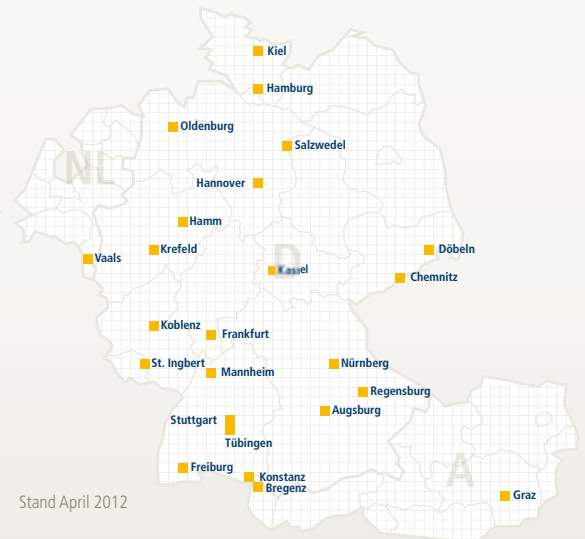 Kiel
Hamburg
Oldenburg
Salzwedel
Hannover
Hamm
Krefeld
Döbeln
Vaals
Kassel
Chemnitz
Koblenz
Frankfurt
St. Ingbert
Nürnberg
Mannheim
Regensburg
Augsburg
Stuttgart
Tübingen
Freiburg
Konstanz
Bregenz
Graz
NL
D
A
Stand April 2012